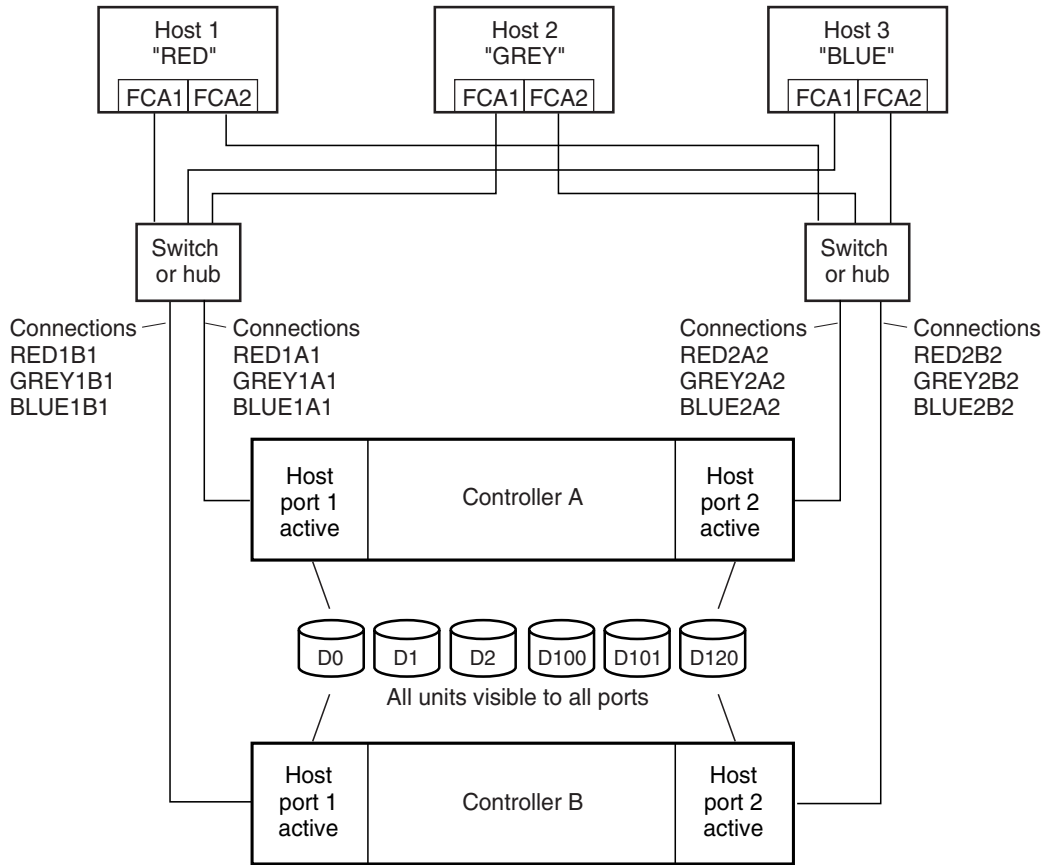 Host 1
"RED"
FCA1 FCA2
Host 2
"GREY"
FCA1 FCA2
Host 3
"BLUE"
FCA1 FCA2
Switch
or hub
Switch
or hub
Connections
RED1B1
GREY1B1
BLUE1B1
Connections
RED1A1
GREY1A1
BLUE1A1
Connections
RED2A2
GREY2A2
BLUE2A2
Connections
RED2B2
GREY2B2
BLUE2B2
Host
port 1
active
Controller A
Host
port 2
active
D0 D1 D2 D100 D101 D120
All units visible to all ports
Host
port 1
active
Controller B
Host
port 2
active